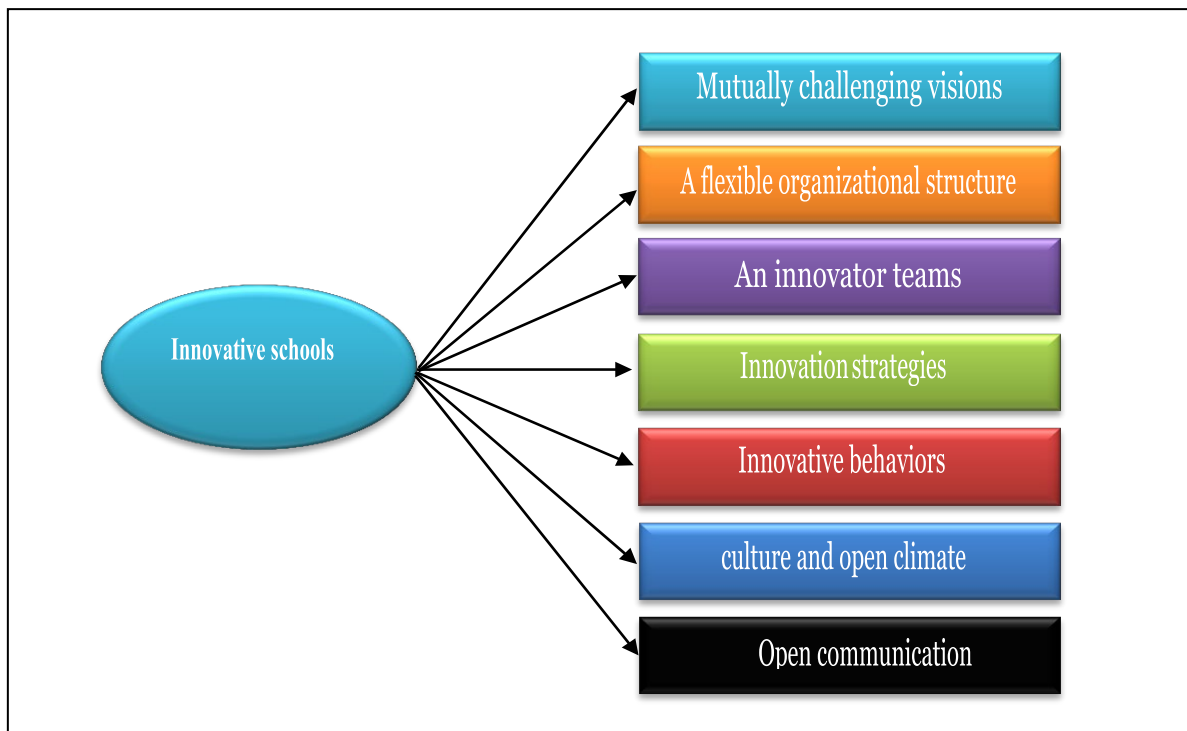 Mutually challenging visions
A flexible organizational structure
An innovator teams
Innovative schools
Innovation strategies
Innovative behaviors
culture and open climate
Open communication